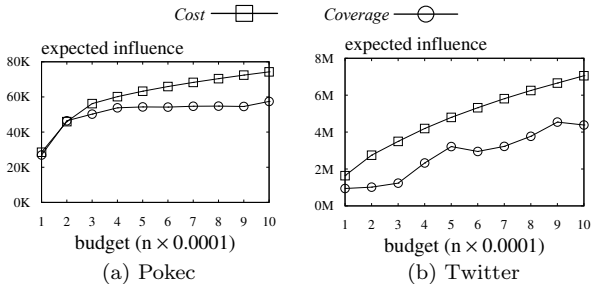 Cost Coverage
expected influence
80K
60K
40K
20K
0K
1 2 3 4 5 6 7 8 9 10
budget (n × 0.0001)
(a) Pokec
expected influence
8M
6M
4M
2M
0M
1 2 3 4 5 6 7 8 9 10
budget (n × 0.0001)
(b) Twitter